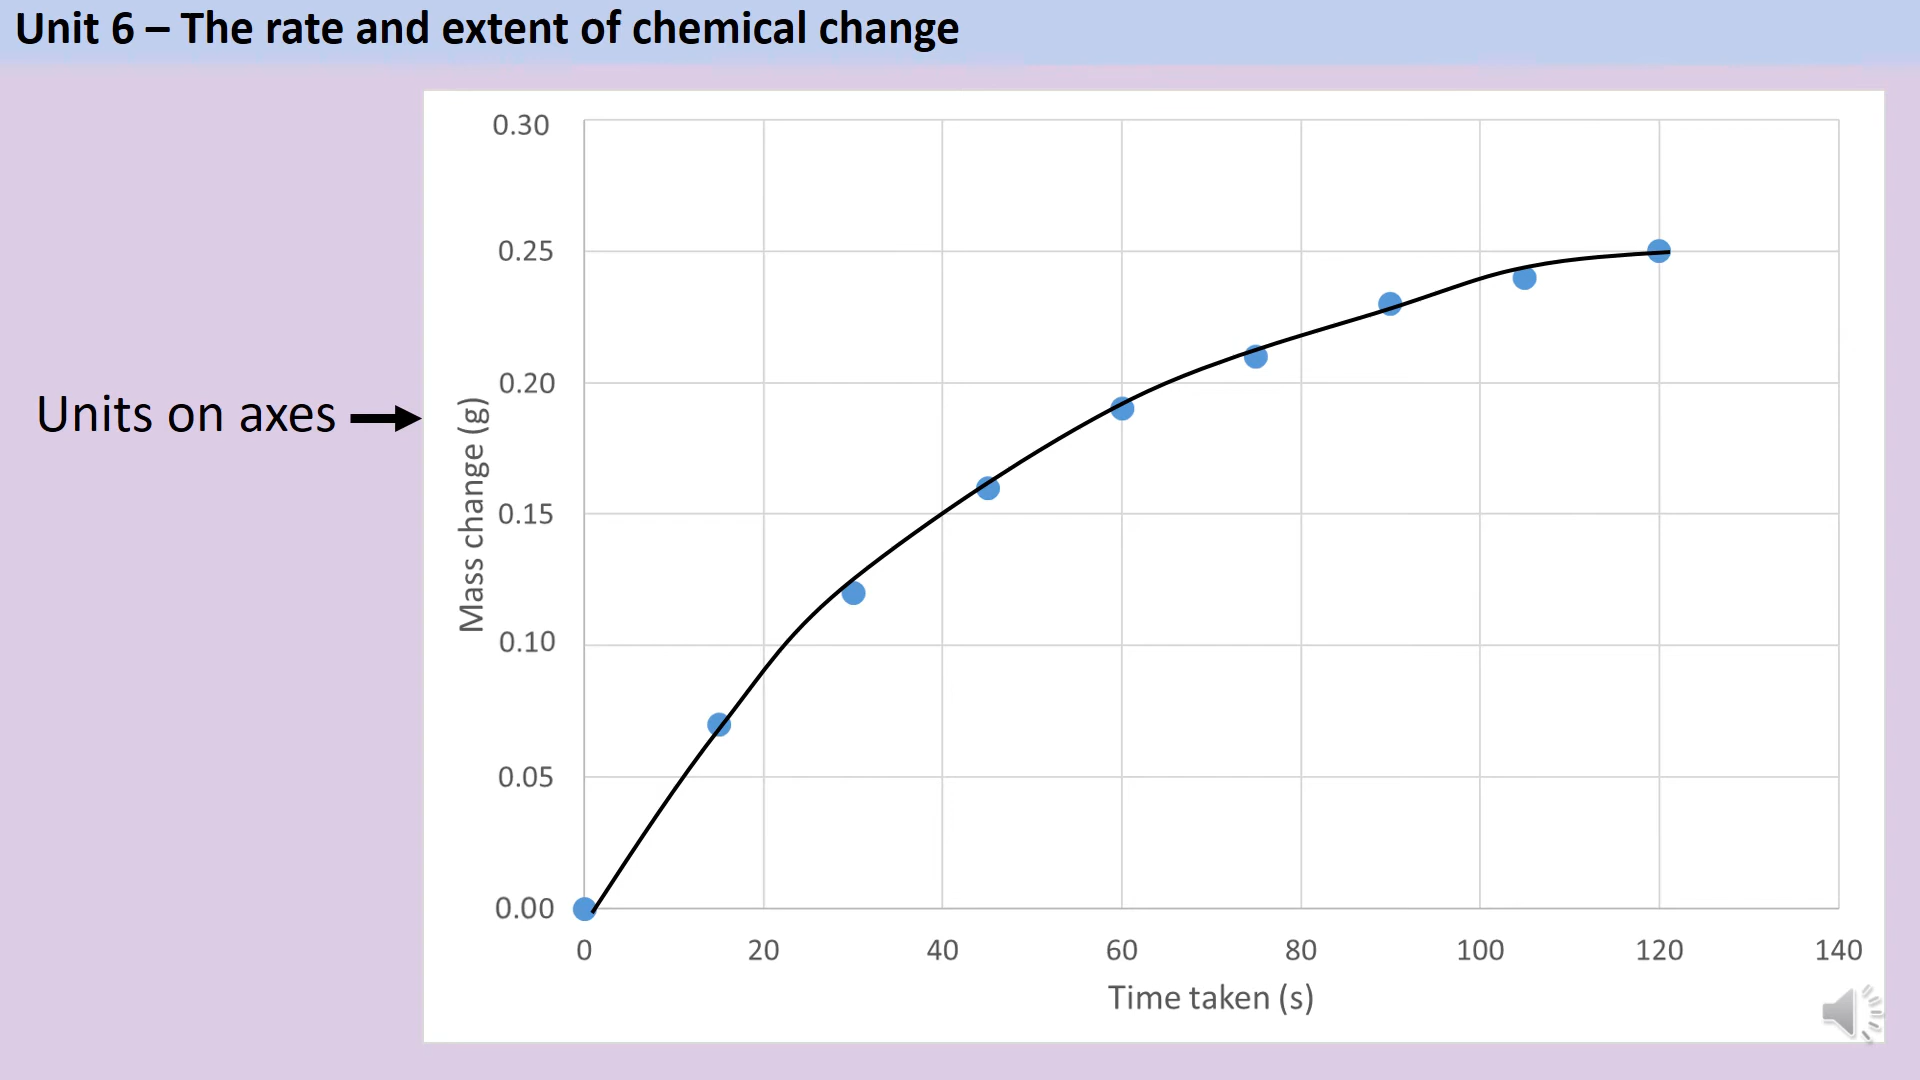 Unit 6 – The rate and extent of chemical change
Units on axes
Mass change (g)
0.30
0.25
0.20
0.15
0.10
0.05
0.00
0 20 40 60 80 100 120 140
Time taken (s)